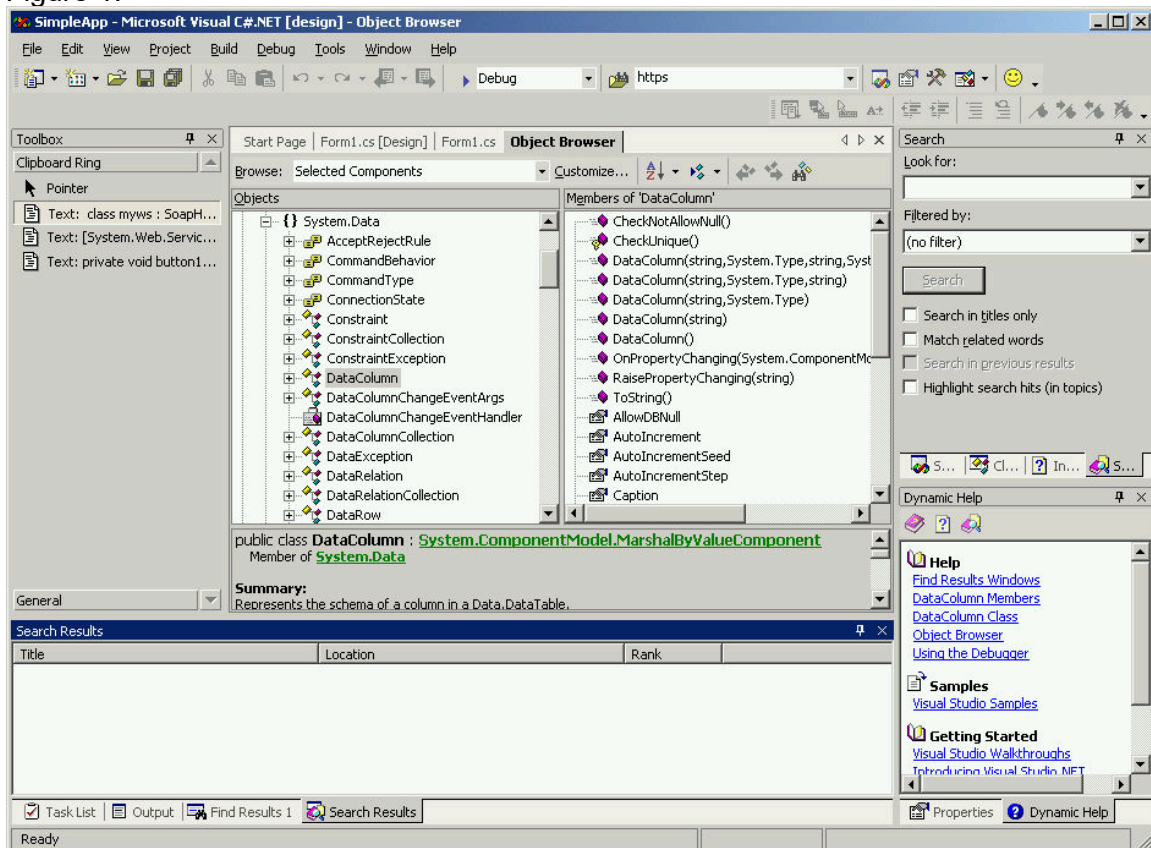 SimpleApp - Microsoft Visual C#.NET [design] - Object Browser
File Edit View Project Build Debug Tools Window Help
Debug https
Toolbox
Clipboard Ring
Pointer
Text: class myws : SoapH...
Text: [System.Web.Servic...
Text: private void button1...
General
Start Page Form1.cs [Design] Form1.cs Object Browser
Browse: Selected Components Customize...
Objects
{} System.Data
AcceptRejectRule
CommandBehavior
CommandType
ConnectionState
Constraint
ConstraintCollection
ConstraintException
DataColumn
DataColumnChangeEventArgs
DataColumnChangeEventHandler
DataColumnCollection
DataException
DataRelation
DataRelationCollection
DataRow
Members of 'DataColumn'
CheckNotAllowNull()
CheckUnique()
DataColumn(string,System.Type,string,Syst
DataColumn(string,System.Type,string)
DataColumn(string,System.Type)
DataColumn(string)
DataColumn()
OnPropertyChanging(System.ComponentMo
RaisePropertyChanging(string)
ToString()
AllowDBNull
AutoIncrement
AutoIncrementSeed
AutoIncrementStep
Caption
public class DataColumn : System.ComponentModel.MarshalByValueComponent
Member of System.Data
Summary:
Represents the schema of a column in a Data.DataTable.
Search
Look for:
Filtered by:
(no filter)
Search
Search in titles only
Match related words
Search in previous results
Highlight search hits (in topics)
S... Cl... In... S...
Dynamic Help
Help
Find Results Windows
DataColumn Members
DataColumn Class
Object Browser
Using the Debugger
Samples
Visual Studio Samples
Getting Started
Visual Studio Walkthroughs
Introducing Visual Studio .NET
Properties Dynamic Help
Search Results
Title Location Rank
Task List Output Find Results 1 Search Results
Ready